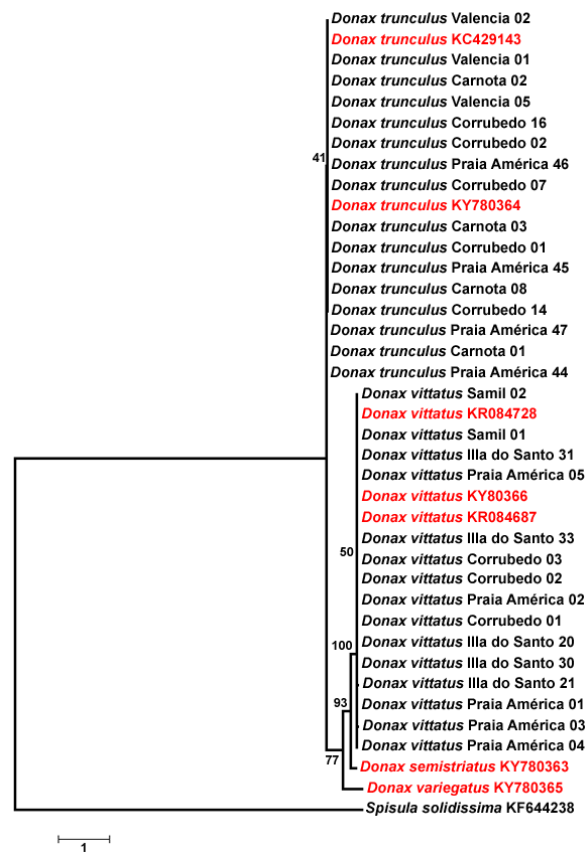 Donax trunculus Valencia 02
Donax trunculus KC429143
Donax trunculus Valencia 01
Donax trunculus Carnota 02
Donax trunculus Valencia 05
Donax trunculus Corrubedo 16
Donax trunculus Corrubedo 02
41
Donax trunculus Praia América 46
Donax trunculus Corrubedo 07
Donax trunculus KY780364
Donax trunculus Carnota 03
Donax trunculus Corrubedo 01
Donax trunculus Praia América 45
Donax trunculus Carnota 08
Donax trunculus Corrubedo 14
Donax trunculus Praia América 47
Donax trunculus Carnota 01
Donax trunculus Praia América 44
Donax vittatus Samil 02
Donax vittatus KR084728
Donax vittatus Samil 01
Donax vittatus Illa do Santo 31
Donax vittatus Praia América 05
Donax vittatus KY80366
Donax vittatus KR084687
Donax vittatus Illa do Santo 33
50
Donax vittatus Corrubedo 03
Donax vittatus Corrubedo 02
Donax vittatus Praia América 02
Donax vittatus Corrubedo 01
Donax vittatus Illa do Santo 20
100
Donax vittatus Illa do Santo 30
Donax vittatus Illa do Santo 21
93
Donax vittatus Praia América 01
Donax vittatus Praia América 03
Donax vittatus Praia América 04
77
Donax semistriatus KY780363
Donax variegatus KY780365
Spisula solidissima KF644238
1